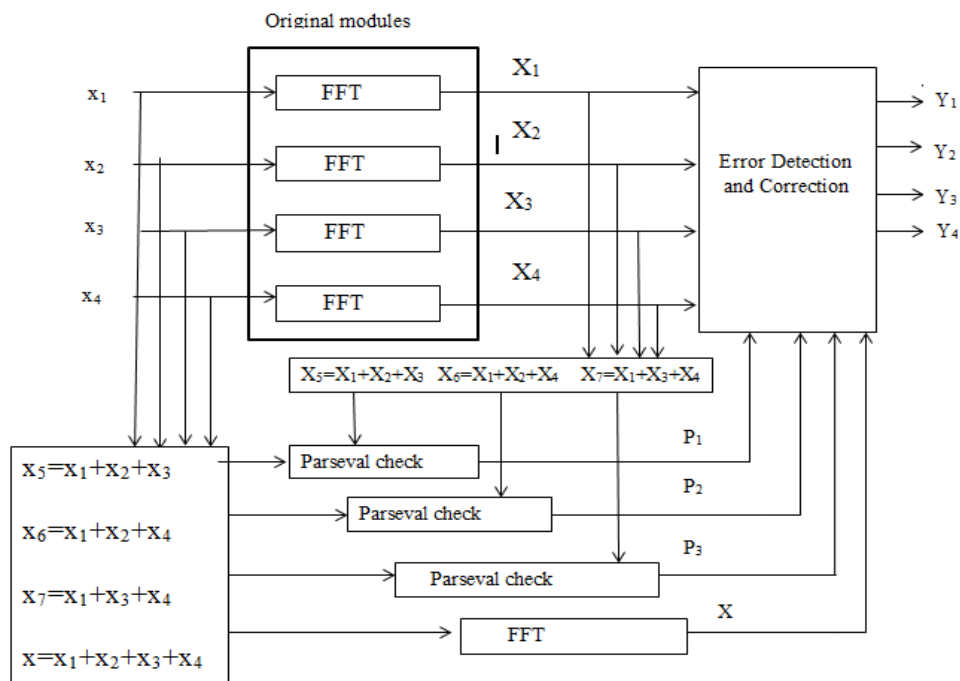 Original modules
x₁
FFT
X₁
x₂
FFT
X₂
x₃
FFT
X₃
x₄
FFT
X₄
Error Detection
and Correction
Y₁
Y₂
Y₃
Y₄
X₅=X₁+X₂+X₃ X₆=X₁+X₂+X₄ X₇=X₁+X₃+X₄
x₅=x₁+x₂+x₃
x₆=x₁+x₂+x₄
x₇=x₁+x₃+x₄
x=x₁+x₂+x₃+x₄
Parseval check
P₁
Parseval check
P₂
Parseval check
P₃
FFT
X